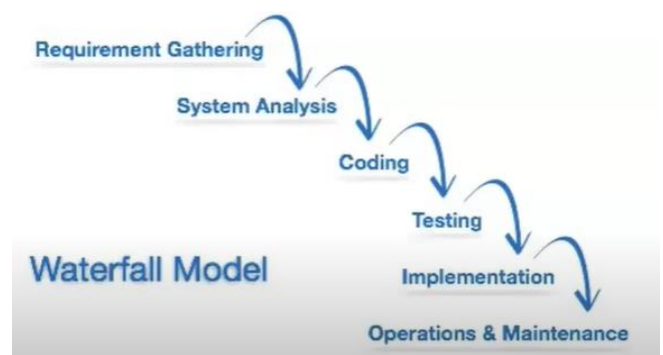 Requirement Gathering
System Analysis
Coding
Testing
Waterfall Model
Implementation
Operations & Maintenance